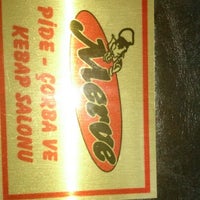 Merve
PİDE - ÇORBA VE
KEBAP SALONU